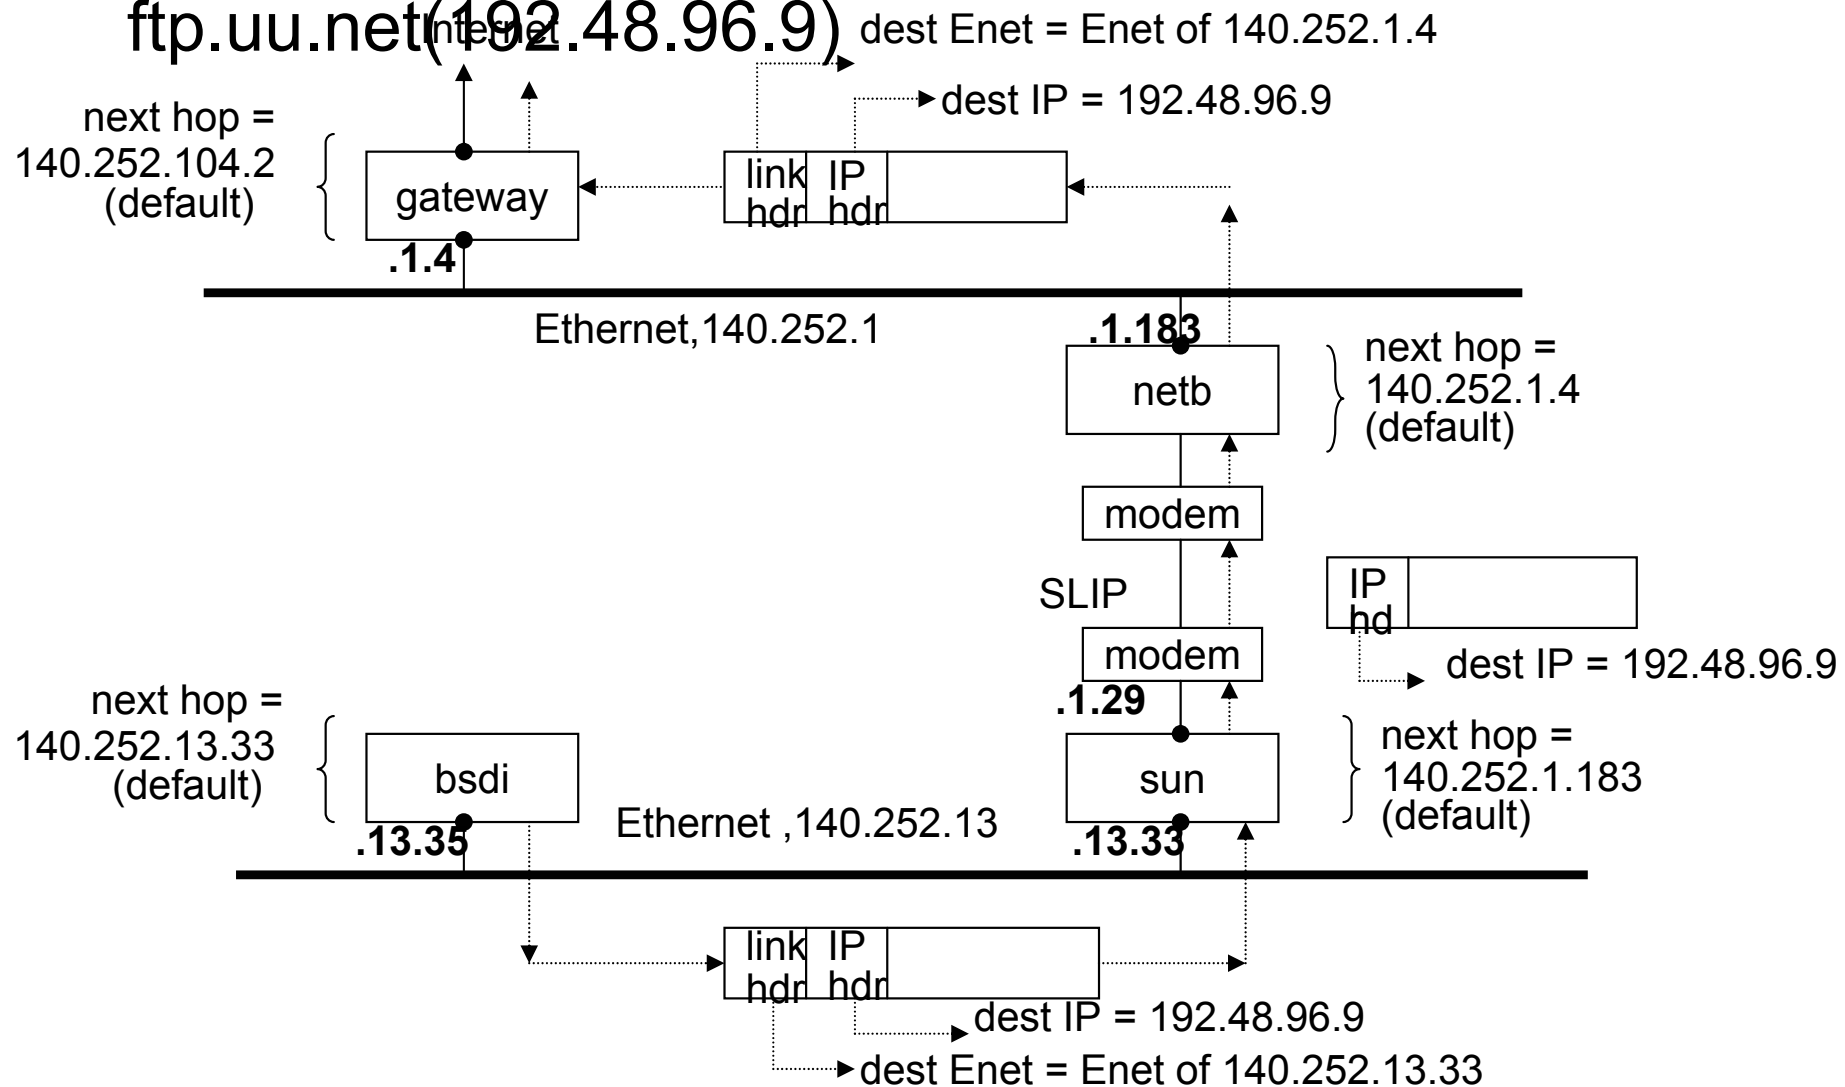 ftp.uu.net(192.48.96.9)
Internet
dest Enet = Enet of 140.252.1.4
dest IP = 192.48.96.9
next hop =
140.252.104.2
(default)
gateway
link
hdr
IP
hdr
.1.4
Ethernet,140.252.1
.1.183
netb
next hop =
140.252.1.4
(default)
modem
SLIP
IP
hd
modem
dest IP = 192.48.96.9
.1.29
next hop =
140.252.13.33
(default)
bsdi
sun
next hop =
140.252.1.183
(default)
.13.35
Ethernet ,140.252.13
.13.33
link
hdr
IP
hdr
dest IP = 192.48.96.9
dest Enet = Enet of 140.252.13.33